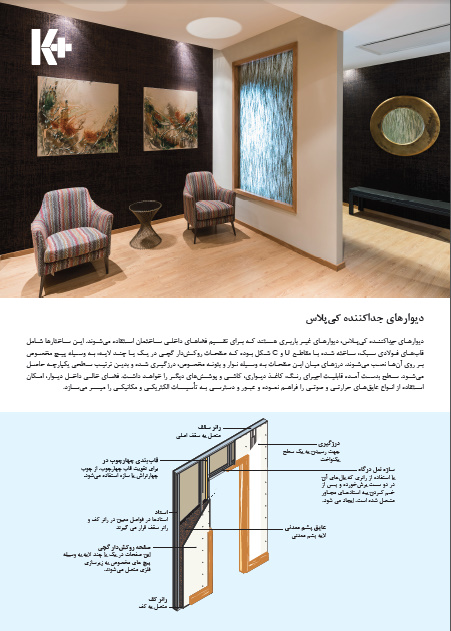 K+
دیوارهای جداکننده کی‌پلاس
دیوارهای جداکننده کی‌پلاس، دیوارهای غیر باربری هستند که برای تقسیم فضاهای داخلی ساختمان استفاده می‌شوند. این ساختارها شامل
قاب‌های فولادی سبک، ساخته شده با مقاطع U و C شکل بوده که صفحات روکش‌دار گچی در یک یا چند لایه، به وسیله پیچ مخصوص
بر روی آن‌ها نصب می‌شوند. درزهای میان این صفحات به وسیله نوار و بتونه مخصوص، درزگیری شده و بدین ترتیب سطحی یکپارچه حاصل
می‌شود. سطح بدست آمده قابلیت اجرای رنگ، کاغذ دیواری، کاشی و پوشش‌های دیگر را خواهد داشت. فضای خالی داخل دیوار، امکان
استفاده از انواع عایق‌های حرارتی و صوتی را فراهم نموده و عبور و دسترسی به تأسیسات الکتریکی و مکانیکی را میسر می‌سازد.
رانر سقف
متصل به سقف اصلی
درزگیری
جهت رسیدن به یک سطح
یکنواخت
قاب‌بندی چهارچوب در
برای تقویت قاب چهارچوب، از چوب
چهارتراش یا سازه استفاده می‌شود.
سازه نعل درگاه
با استفاده از رانری که بال‌های آن
در دو سمت برش‌خورده و پس از
خم کردن به استادهای مجاور
متصل شده است، ایجاد می شود.
استاد
استادها در فواصل معین در رانر کف و
رانر سقف قرار می گیرند
عایق پشم معدنی
لایه پشم معدنی
صفحه روکش‌دار گچی
این صفحات در یک یا چند لایه به وسیله
پیچ های مخصوص به زیرسازی
فلزی متصل می‌شوند.
رانر کف
متصل به کف